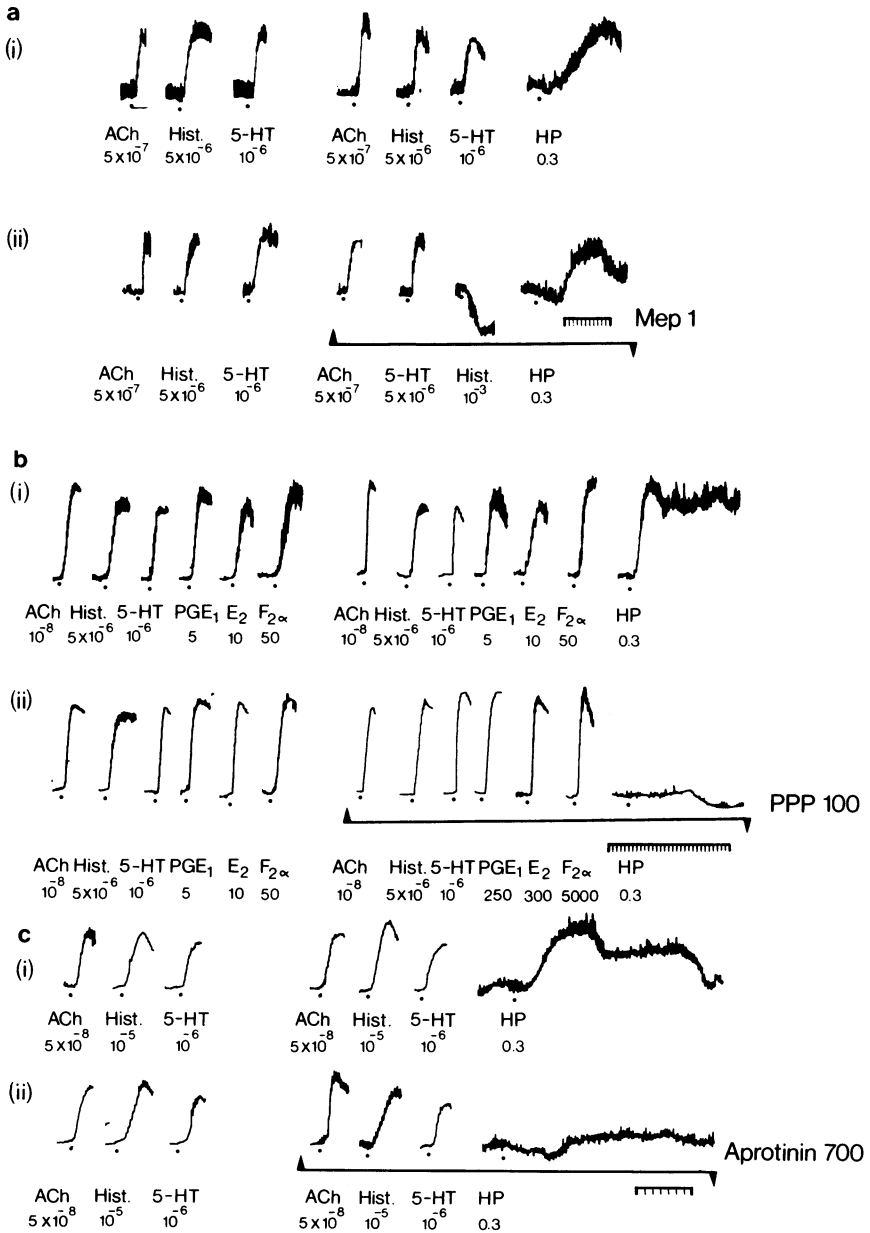 a
(i)
ACh Hist. 5-HT ACh Hist 5-HT HP
5x10⁻⁷ 5x10⁻⁶ 10⁻⁶ 5x10⁻⁷ 5x10⁻⁶ 10⁻⁶ 0.3
(ii)
Mep 1
ACh Hist. 5-HT ACh 5-HT Hist. HP
5x10⁻⁷ 5x10⁻⁶ 10⁻⁶ 5x10⁻⁷ 5x10⁻⁶ 10⁻³ 0.3
b
(i)
ACh Hist. 5-HT PGE₁ E₂ F₂∝ ACh Hist. 5-HT PGE₁ E₂ F₂∝ HP
10⁻⁸ 5x10⁻⁶ 10⁻⁶ 5 10 50 10⁻⁸ 5x10⁻⁶ 10⁻⁶ 5 10 50 0.3
(ii)
PPP 100
ACh Hist. 5-HT PGE₁ E₂ F₂∝ ACh Hist. 5-HT PGE₁ E₂ F₂∝ HP
10⁻⁸ 5x10⁻⁶ 10⁻⁶ 5 10 50 10⁻⁸ 5x10⁻⁶ 10⁻⁶ 250 300 5000 0.3
c
(i)
ACh Hist. 5-HT ACh Hist. 5-HT HP
5x10⁻⁸ 10⁻⁵ 10⁻⁶ 5x10⁻⁸ 10⁻⁵ 10⁻⁶ 0.3
(ii)
Aprotinin 700
ACh Hist. 5-HT ACh Hist. 5-HT HP
5x10⁻⁸ 10⁻⁵ 10⁻⁶ 5x10⁻⁸ 10⁻⁵ 10⁻⁶ 0.3